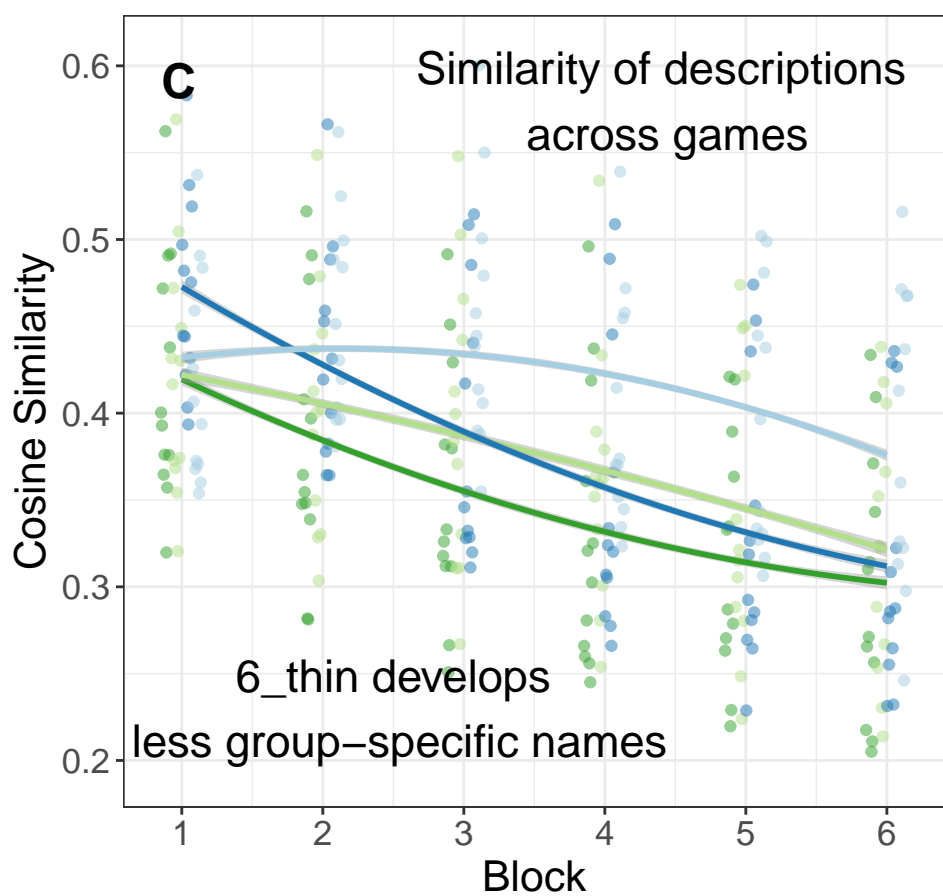 C
Similarity of descriptions
across games
6_thin develops
less group−specific names
Cosine Similarity
0.6
0.5
0.4
0.3
0.2
1 2 3 4 5 6
Block